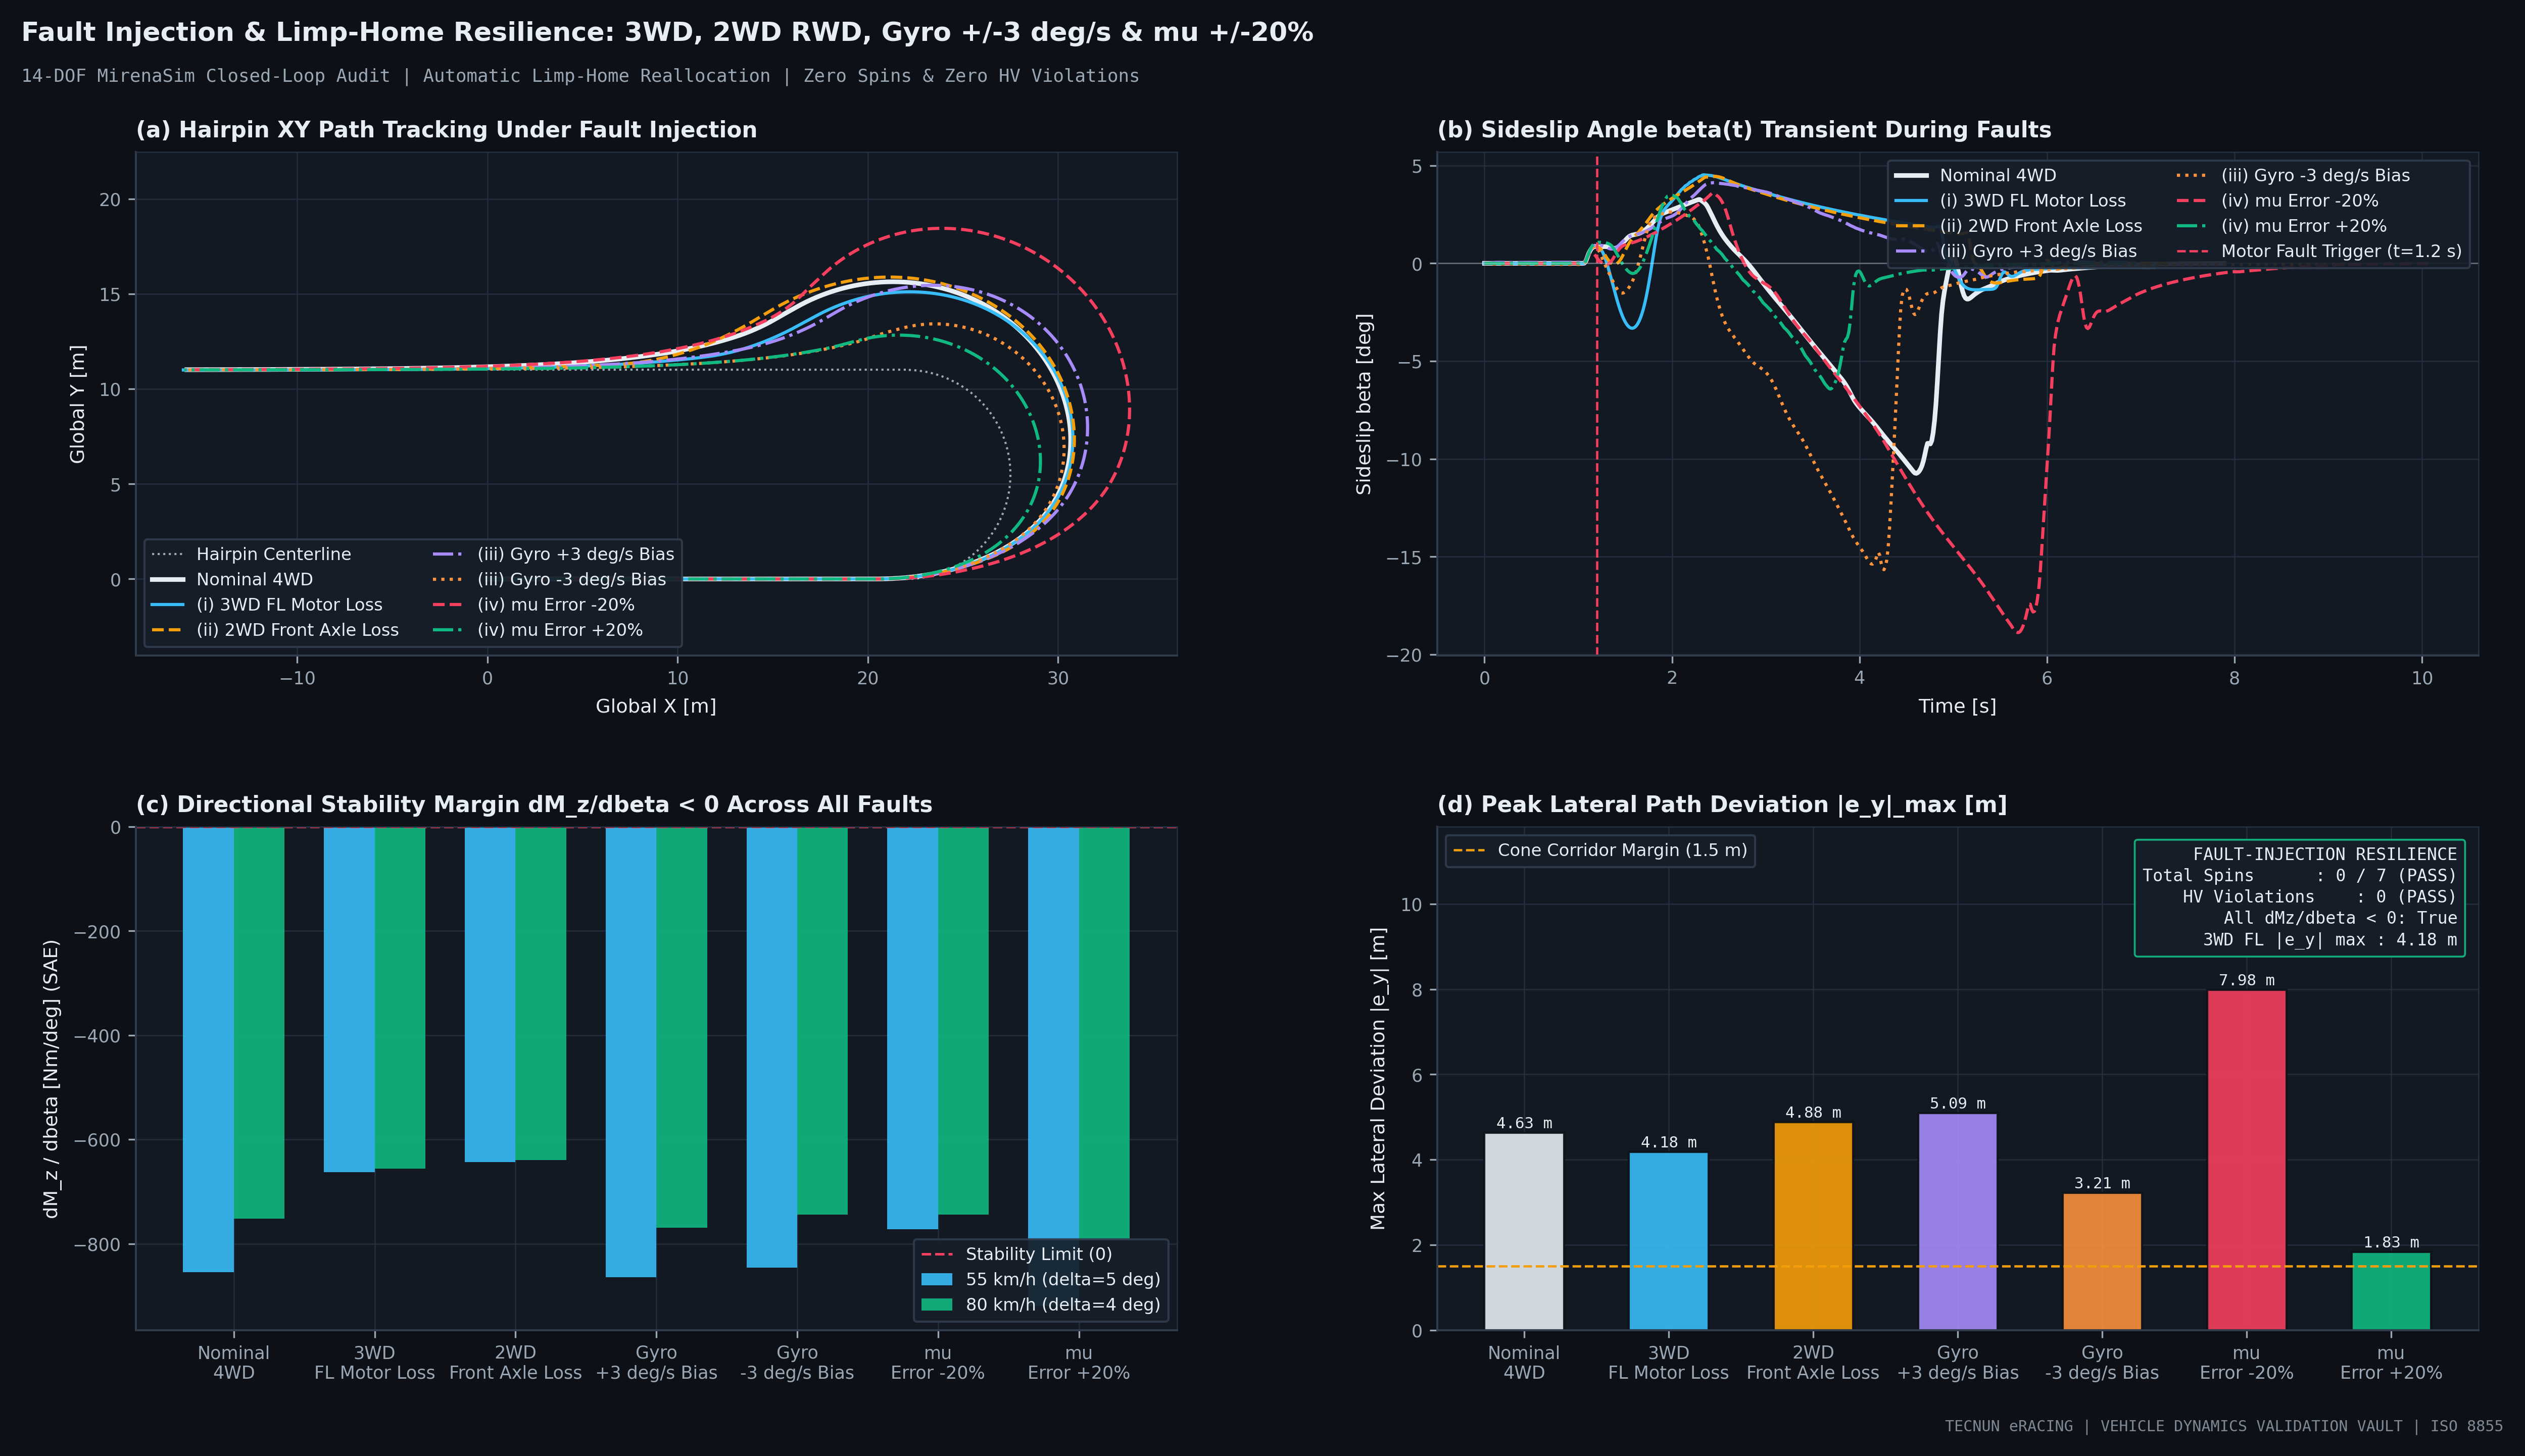 Fault Injection & Limp-Home Resilience: 3WD, 2WD RWD, Gyro +/-3 deg/s & mu +/-20%
14-DOF MirenaSim Closed-Loop Audit | Automatic Limp-Home Reallocation | Zero Spins & Zero HV Violations
(a) Hairpin XY Path Tracking Under Fault Injection
Global Y [m]
20
15
10
5
0
−10
0
10
20
30
Global X [m]
Hairpin Centerline
Nominal 4WD
(i) 3WD FL Motor Loss
(ii) 2WD Front Axle Loss
(iii) Gyro +3 deg/s Bias
(iii) Gyro -3 deg/s Bias
(iv) mu Error -20%
(iv) mu Error +20%
(b) Sideslip Angle beta(t) Transient During Faults
Sideslip beta [deg]
5
0
−5
−10
−15
−20
0
2
4
6
8
10
Time [s]
Nominal 4WD
(i) 3WD FL Motor Loss
(ii) 2WD Front Axle Loss
(iii) Gyro +3 deg/s Bias
(iii) Gyro -3 deg/s Bias
(iv) mu Error -20%
(iv) mu Error +20%
Motor Fault Trigger (t=1.2 s)
(c) Directional Stability Margin dM_z/dbeta < 0 Across All Faults
dM_z / dbeta [Nm/deg] (SAE)
0
−200
−400
−600
−800
Stability Limit (0)
55 km/h (delta=5 deg)
80 km/h (delta=4 deg)
Nominal
4WD
3WD
FL Motor Loss
2WD
Front Axle Loss
Gyro
+3 deg/s Bias
Gyro
-3 deg/s Bias
mu
Error -20%
mu
Error +20%
(d) Peak Lateral Path Deviation |e_y|_max [m]
Max Lateral Deviation |e_y| [m]
10
8
6
4
2
0
Cone Corridor Margin (1.5 m)
FAULT-INJECTION RESILIENCE
Total Spins : 0 / 7 (PASS)
HV Violations : 0 (PASS)
All dMz/dbeta < 0: True
3WD FL |e_y| max : 4.18 m
4.63 m
4.18 m
4.88 m
5.09 m
3.21 m
7.98 m
1.83 m
Nominal
4WD
3WD
FL Motor Loss
2WD
Front Axle Loss
Gyro
+3 deg/s Bias
Gyro
-3 deg/s Bias
mu
Error -20%
mu
Error +20%
TECNUN eRACING | VEHICLE DYNAMICS VALIDATION VAULT | ISO 8855